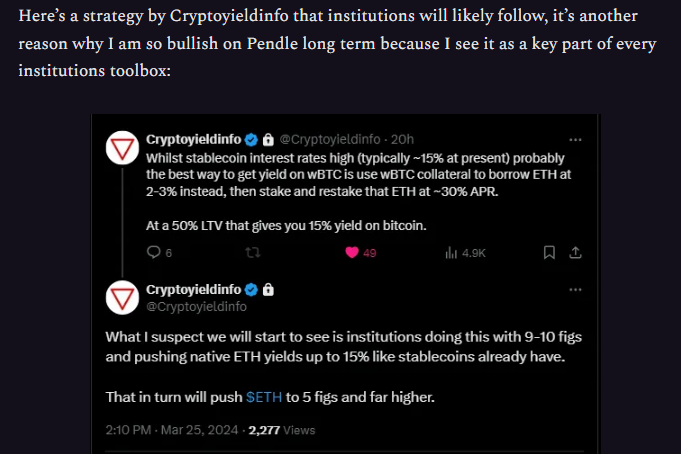 Here’s a strategy by Cryptoyieldinfo that institutions will likely follow, it’s another
reason why I am so bullish on Pendle long term because I see it as a key part of every
institutions toolbox:
Cryptoyieldinfo @Cryptoyieldinfo · 20h
Whilst stablecoin interest rates high (typically ~15% at present) probably
the best way to get yield on wBTC is use wBTC collateral to borrow ETH at
2-3% instead, then stake and restake that ETH at ~30% APR.
At a 50% LTV that gives you 15% yield on bitcoin.
6 49 4.9K
Cryptoyieldinfo
@Cryptoyieldinfo
What I suspect we will start to see is institutions doing this with 9-10 figs
and pushing native ETH yields up to 15% like stablecoins already have.
That in turn will push $ETH to 5 figs and far higher.
2:10 PM · Mar 25, 2024 · 2,277 Views